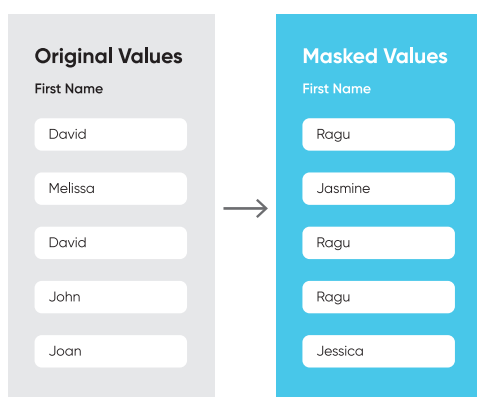 Original Values
First Name
David
Melissa
David
John
Joan
Masked Values
First Name
Ragu
Jasmine
Ragu
Ragu
Jessica